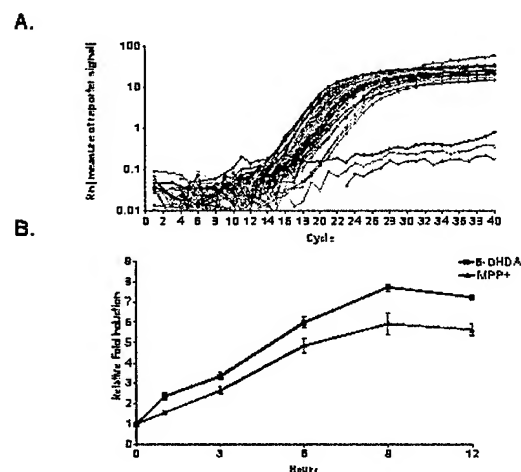 A.
Rn( measure of reporter signal)
100
10
1
0.1
0.01
0 2 4 6 8 10 12 14 16 18 20 22 24 26 28 30 32 34 36 38 40
Cycle
B.
6-OHDA
MPP+
Relative Fold Induction
9
8
7
6
5
4
3
2
1
0
0 3 6 9 12
Hours